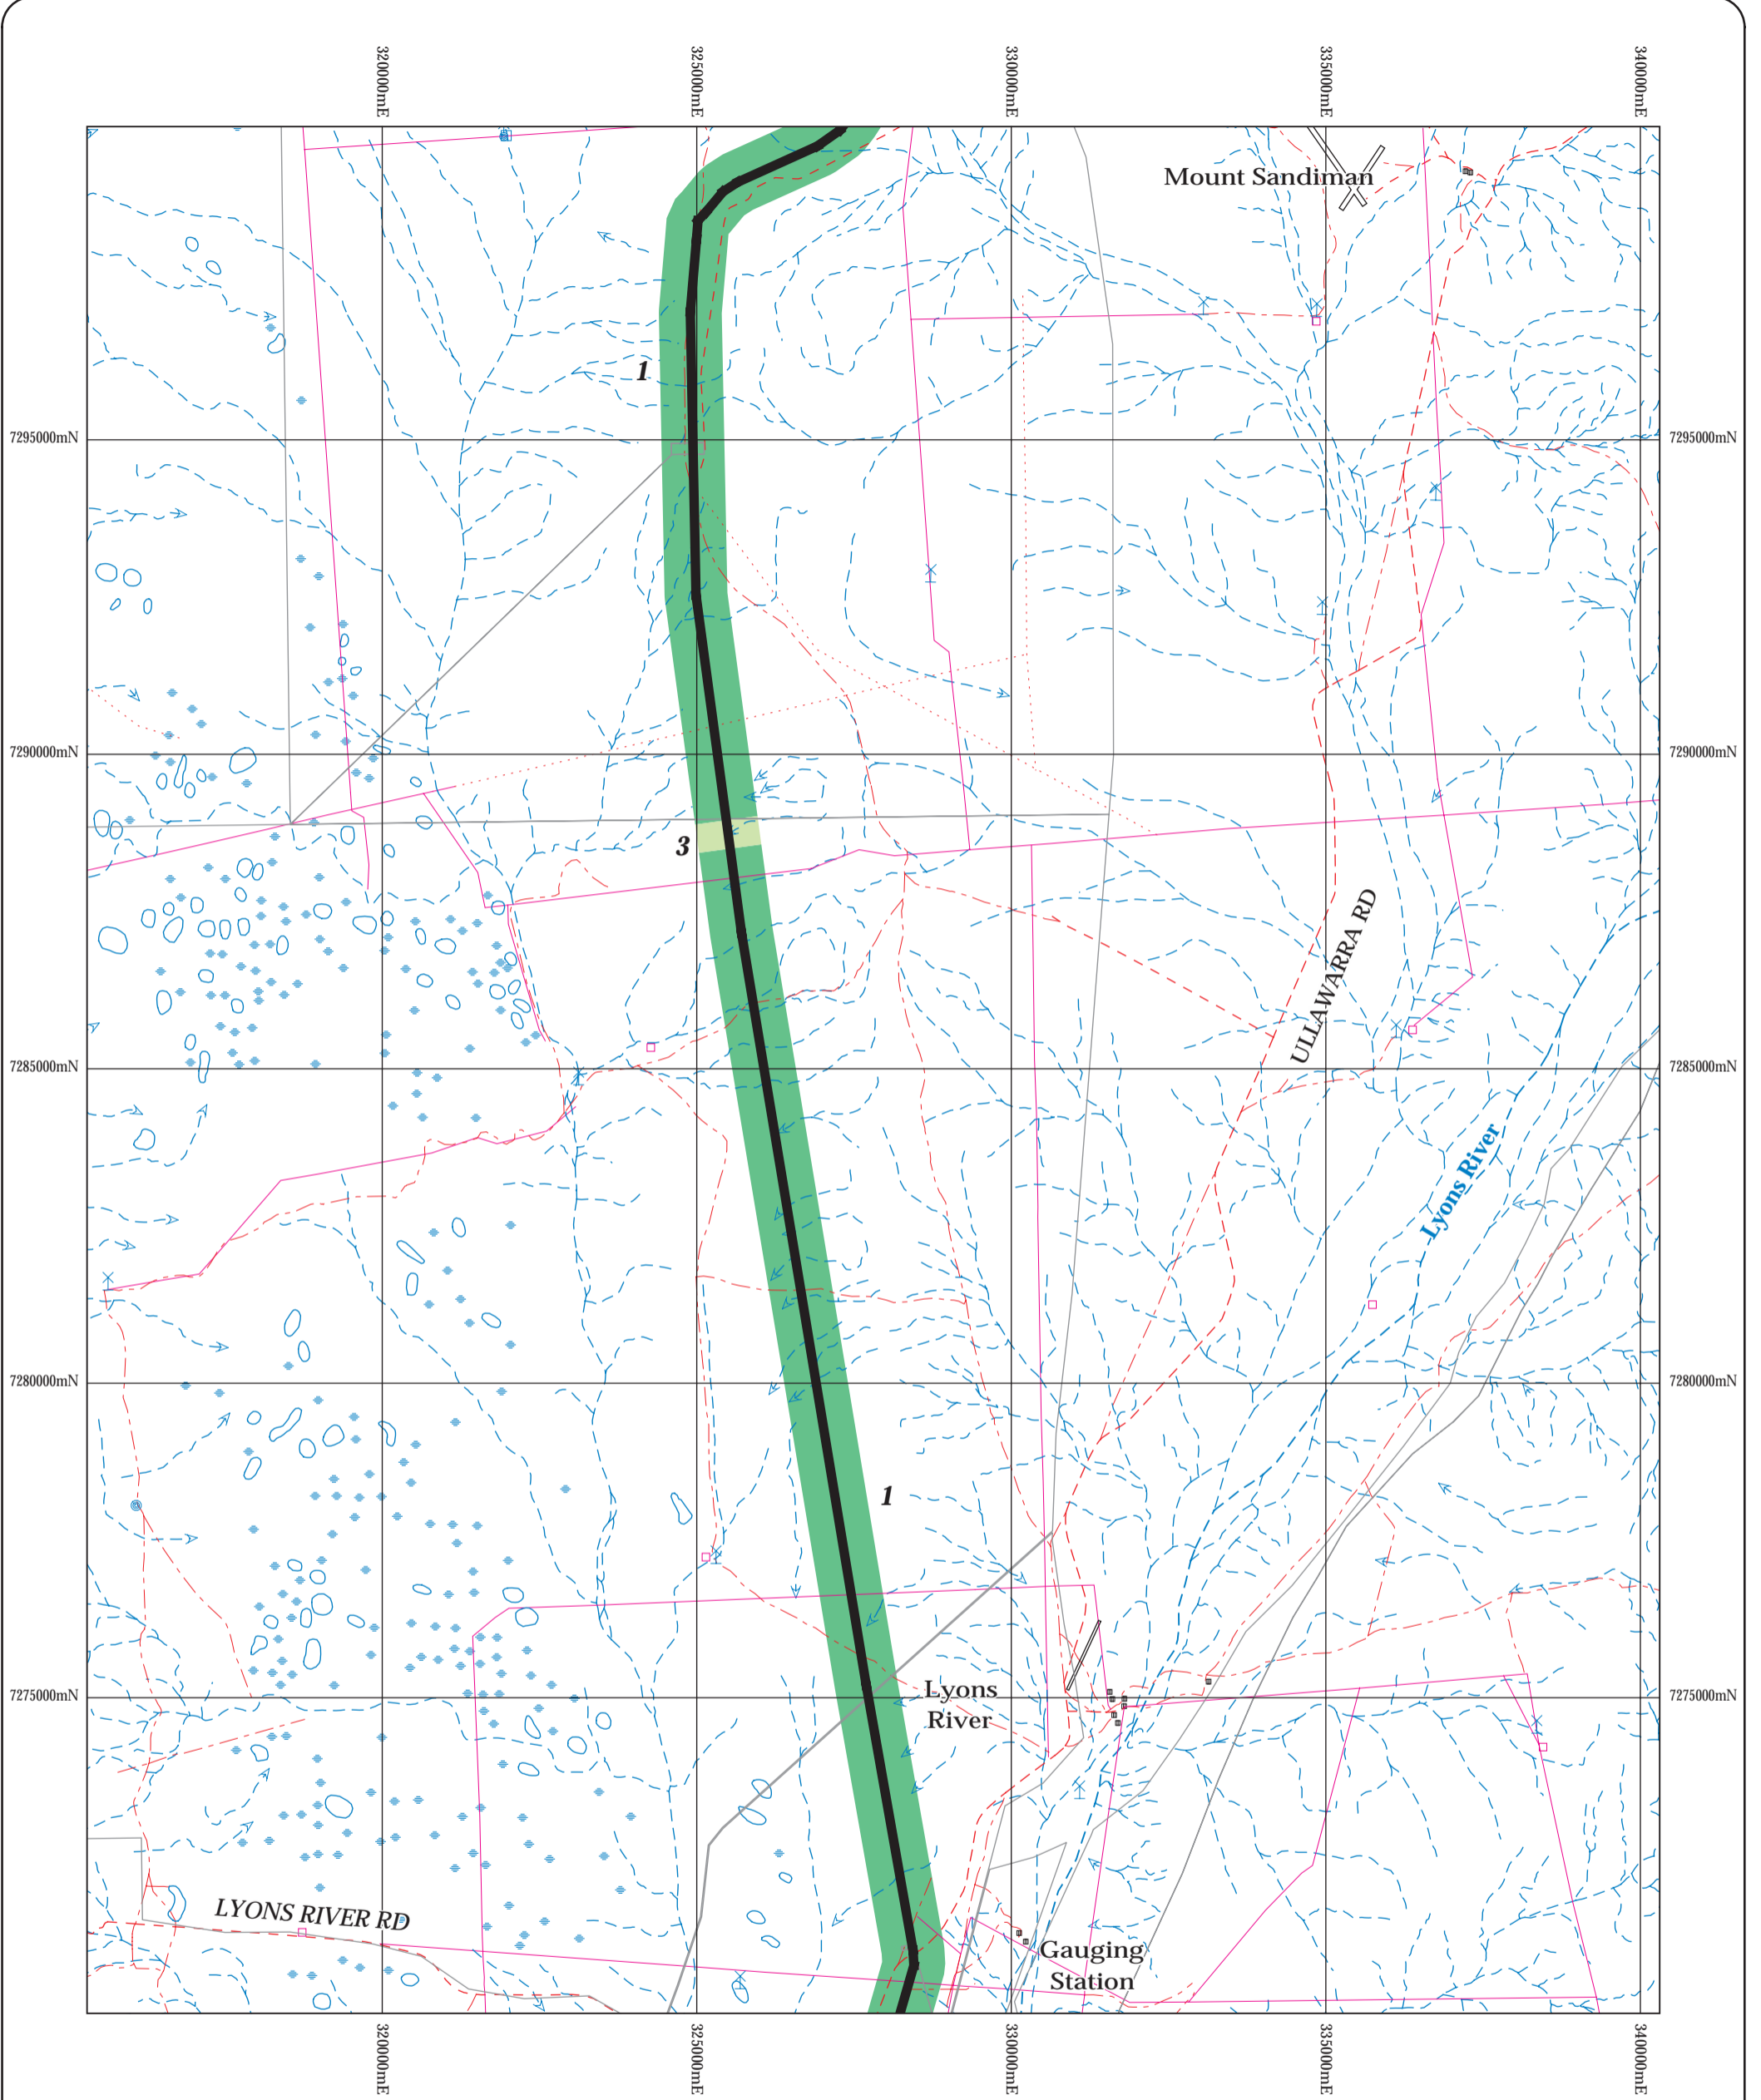 320000mE
325000mE
330000mE
335000mE
340000mE
Mount Sandiman
1
7295000mN
7295000mN
7290000mN
7290000mN
3
ULLAWARRA RD
7285000mN
7285000mN
Lyons River
7280000mN
7280000mN
1
7275000mN
7275000mN
Lyons
River
LYONS RIVER RD
Gauging
Station
320000mE
325000mE
330000mE
335000mE
340000mE